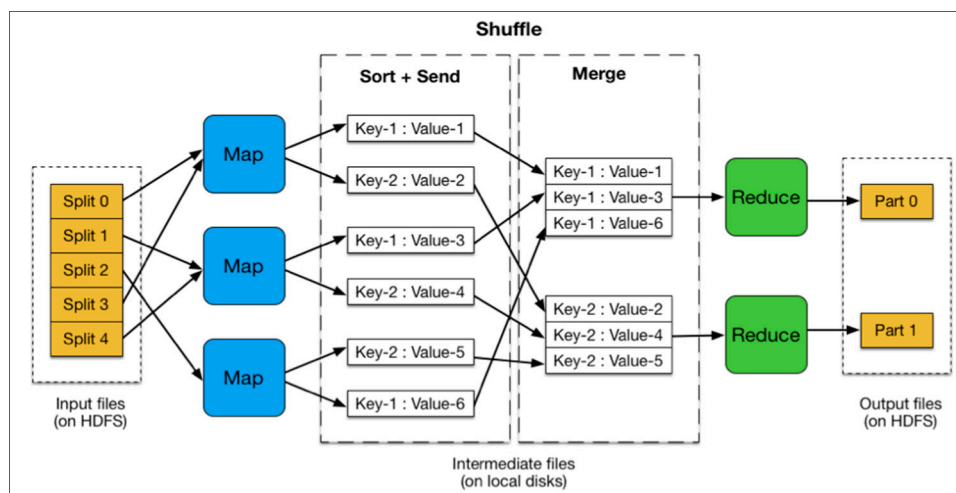 Shuffle
Sort + Send
Merge
Split 0
Split 1
Split 2
Split 3
Split 4
Input files
(on HDFS)
Map
Map
Map
Key-1 : Value-1
Key-2 : Value-2
Key-1 : Value-3
Key-2 : Value-4
Key-2 : Value-5
Key-1 : Value-6
Key-1 : Value-1
Key-1 : Value-3
Key-1 : Value-6
Key-2 : Value-2
Key-2 : Value-4
Key-2 : Value-5
Intermediate files
(on local disks)
Reduce
Reduce
Part 0
Part 1
Output files
(on HDFS)